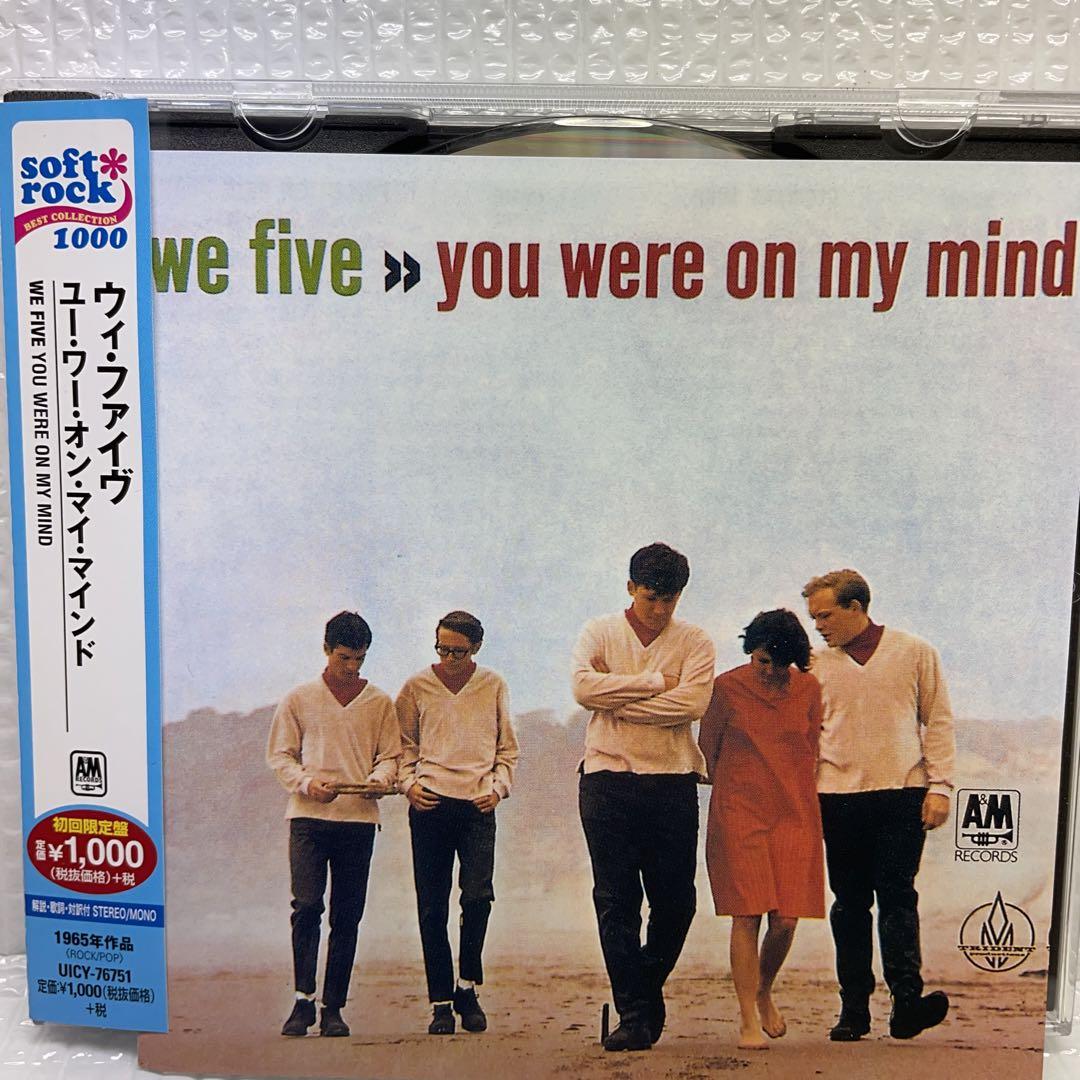 soft*
rock
BEST COLLECTION
1000
ウィ・ファイヴ
ユー・ワー・オン・マイ・マインド
WE FIVE YOU WERE ON MY MIND
A&M
RECORDS
初回限定盤
定価¥1,000
(税抜価格)+税
解説・歌詞・対訳付 STEREO/MONO
1965年作品
(ROCK/POP)
UICY-76751
定価:¥1,000(税抜価格)
+税
we five » you were on my mind
A&M
RECORDS
TRIDENT
productions